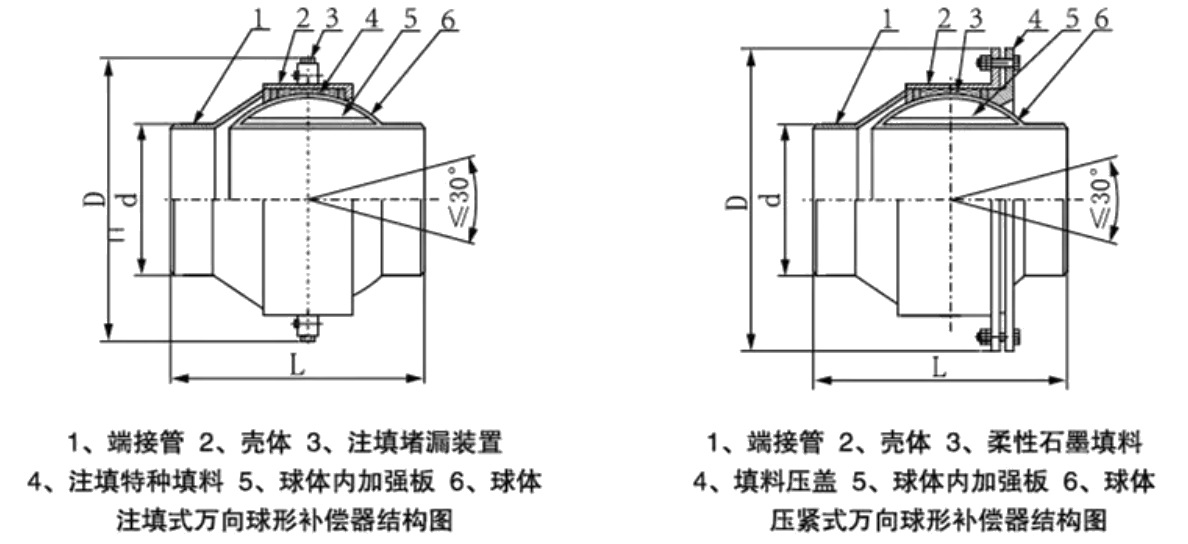 1 2 3 4 5 6
D
d
≤30°
L
1、端接管 2、壳体 3、注填堵漏装置
4、注填特种填料 5、球体内加强板 6、球体
注填式万向球形补偿器结构图
1 2 3 4 5 6
D
d
≤30°
L
1、端接管 2、壳体 3、柔性石墨填料
4、填料压盖 5、球体内加强板 6、球体
压紧式万向球形补偿器结构图